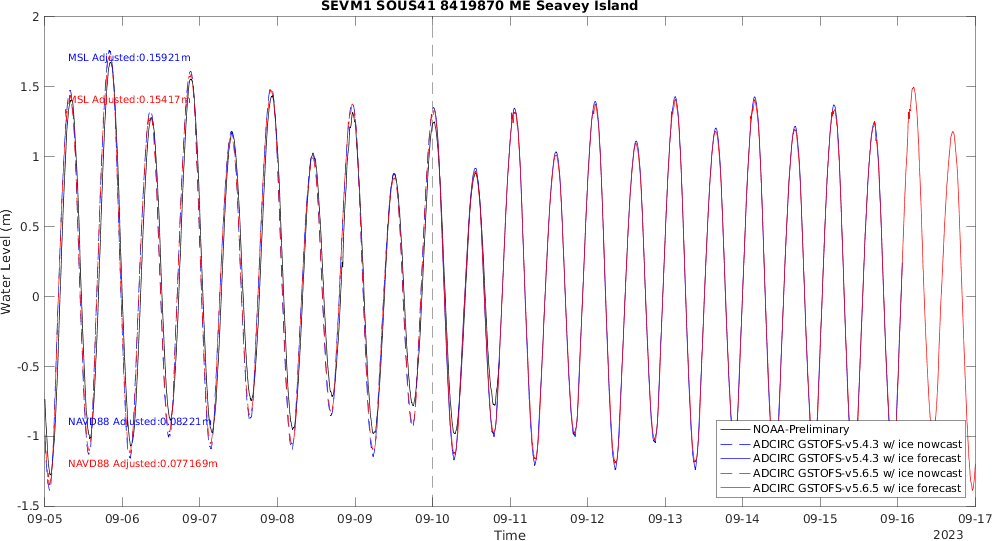 SEVM1 SOUS41 8419870 ME Seavey Island
2
1.5
1
0.5
0
-0.5
-1
-1.5
Water Level (m)
MSL Adjusted:0.15921m
MSL Adjusted:0.15417m
NAVD88 Adjusted:0.08221m
NAVD88 Adjusted:0.077169m
NOAA-Preliminary
ADCIRC GSTOFS-v5.4.3 w/ ice nowcast
ADCIRC GSTOFS-v5.4.3 w/ ice forecast
ADCIRC GSTOFS-v5.6.5 w/ ice nowcast
ADCIRC GSTOFS-v5.6.5 w/ ice forecast
09-05 09-06 09-07 09-08 09-09 09-10 09-11 09-12 09-13 09-14 09-15 09-16 09-17
Time
2023